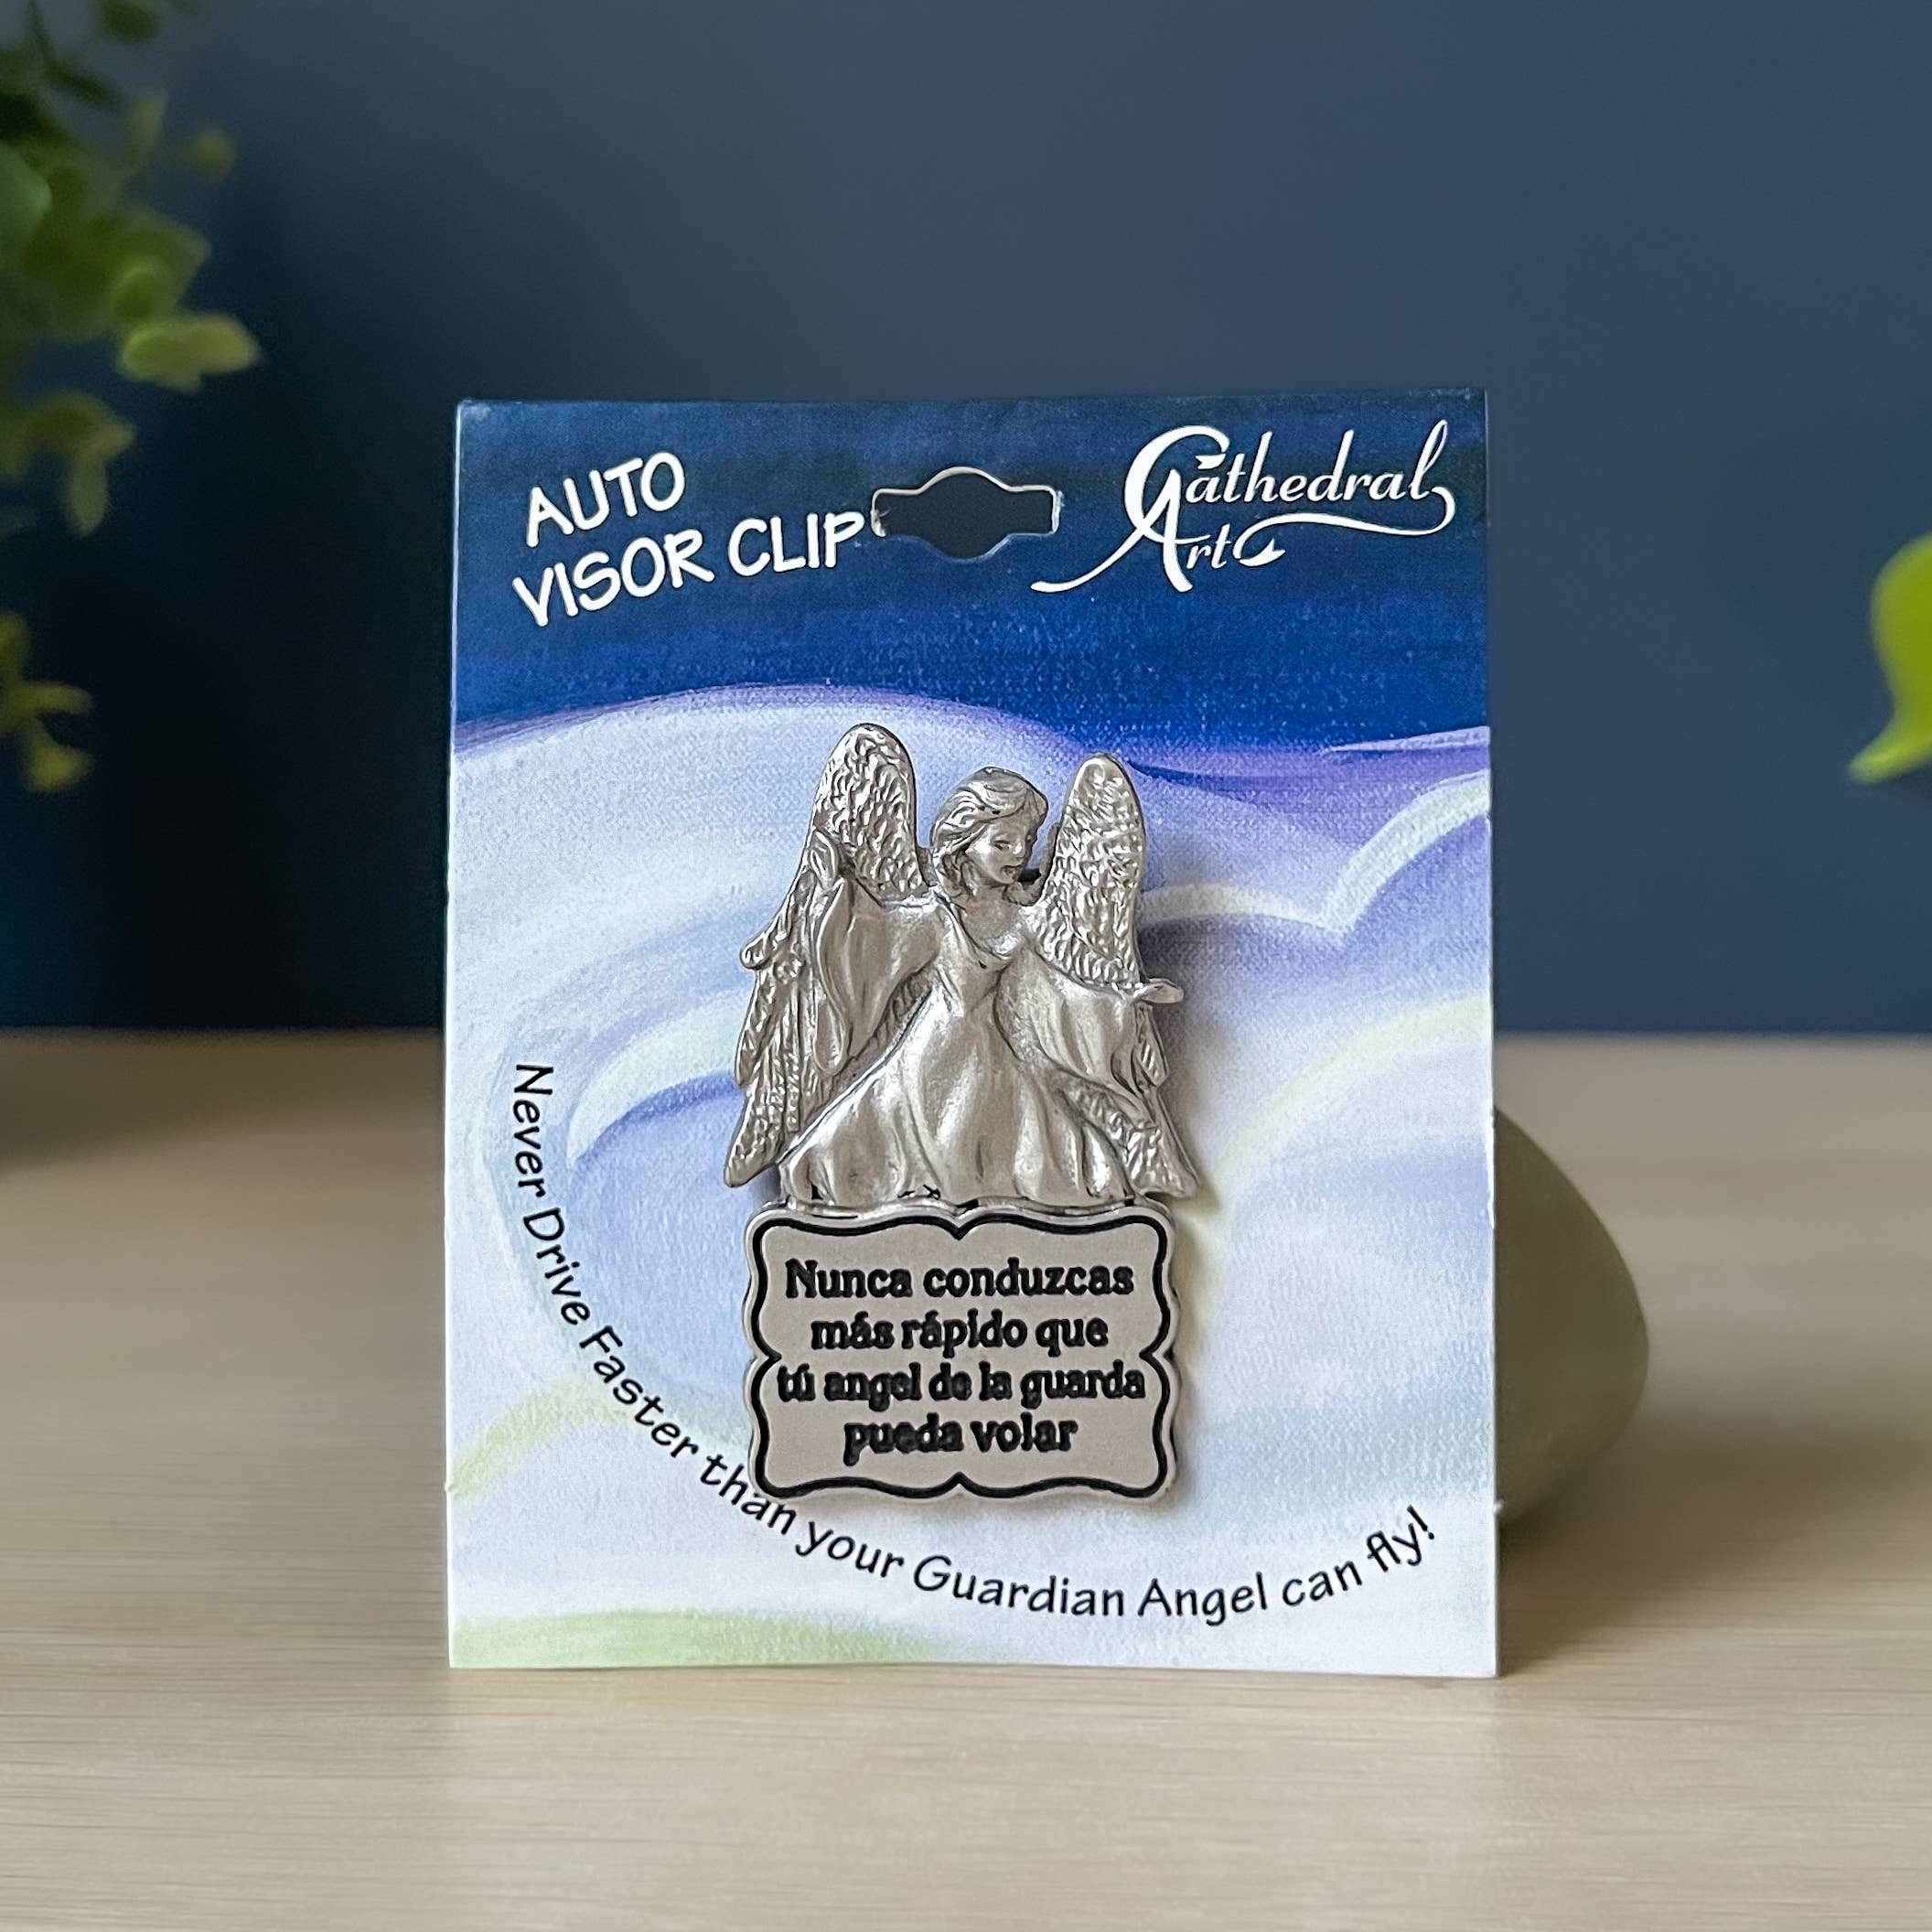 AUTO
VISOR CLIP
Cathedral
Art
Nunca conduzcas
más rápido que
tú angel de la guarda
pueda volar
Never Drive Faster than your Guardian Angel can fly!